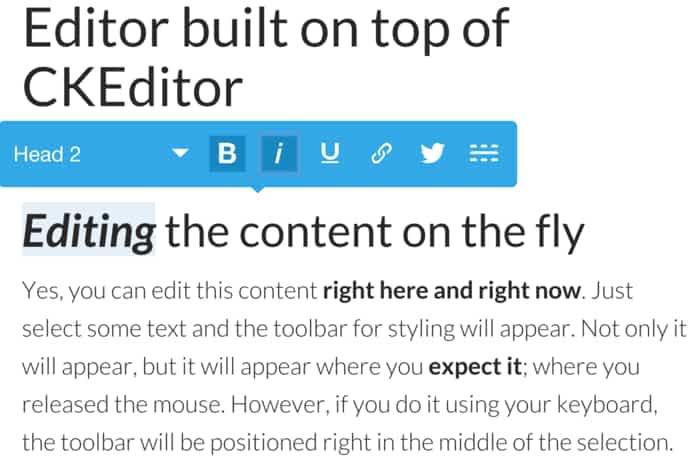 Editor built on top of
CKEditor
Head 2 B i U
Editing the content on the fly
Yes, you can edit this content right here and right now. Just
select some text and the toolbar for styling will appear. Not only it
will appear, but it will appear where you expect it; where you
released the mouse. However, if you do it using your keyboard,
the toolbar will be positioned right in the middle of the selection.